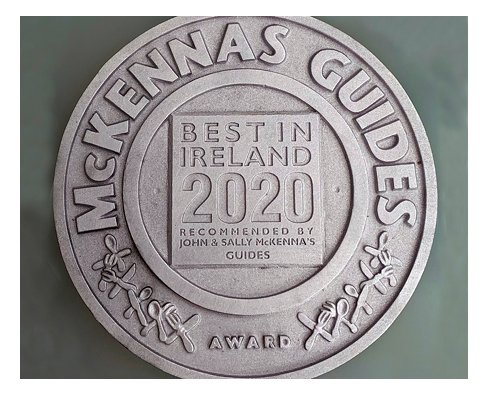 McKENNAS GUIDES
BEST IN
IRELAND
2020
RECOMMENDED BY
JOHN & SALLY McKENNA'S
GUIDES
AWARD